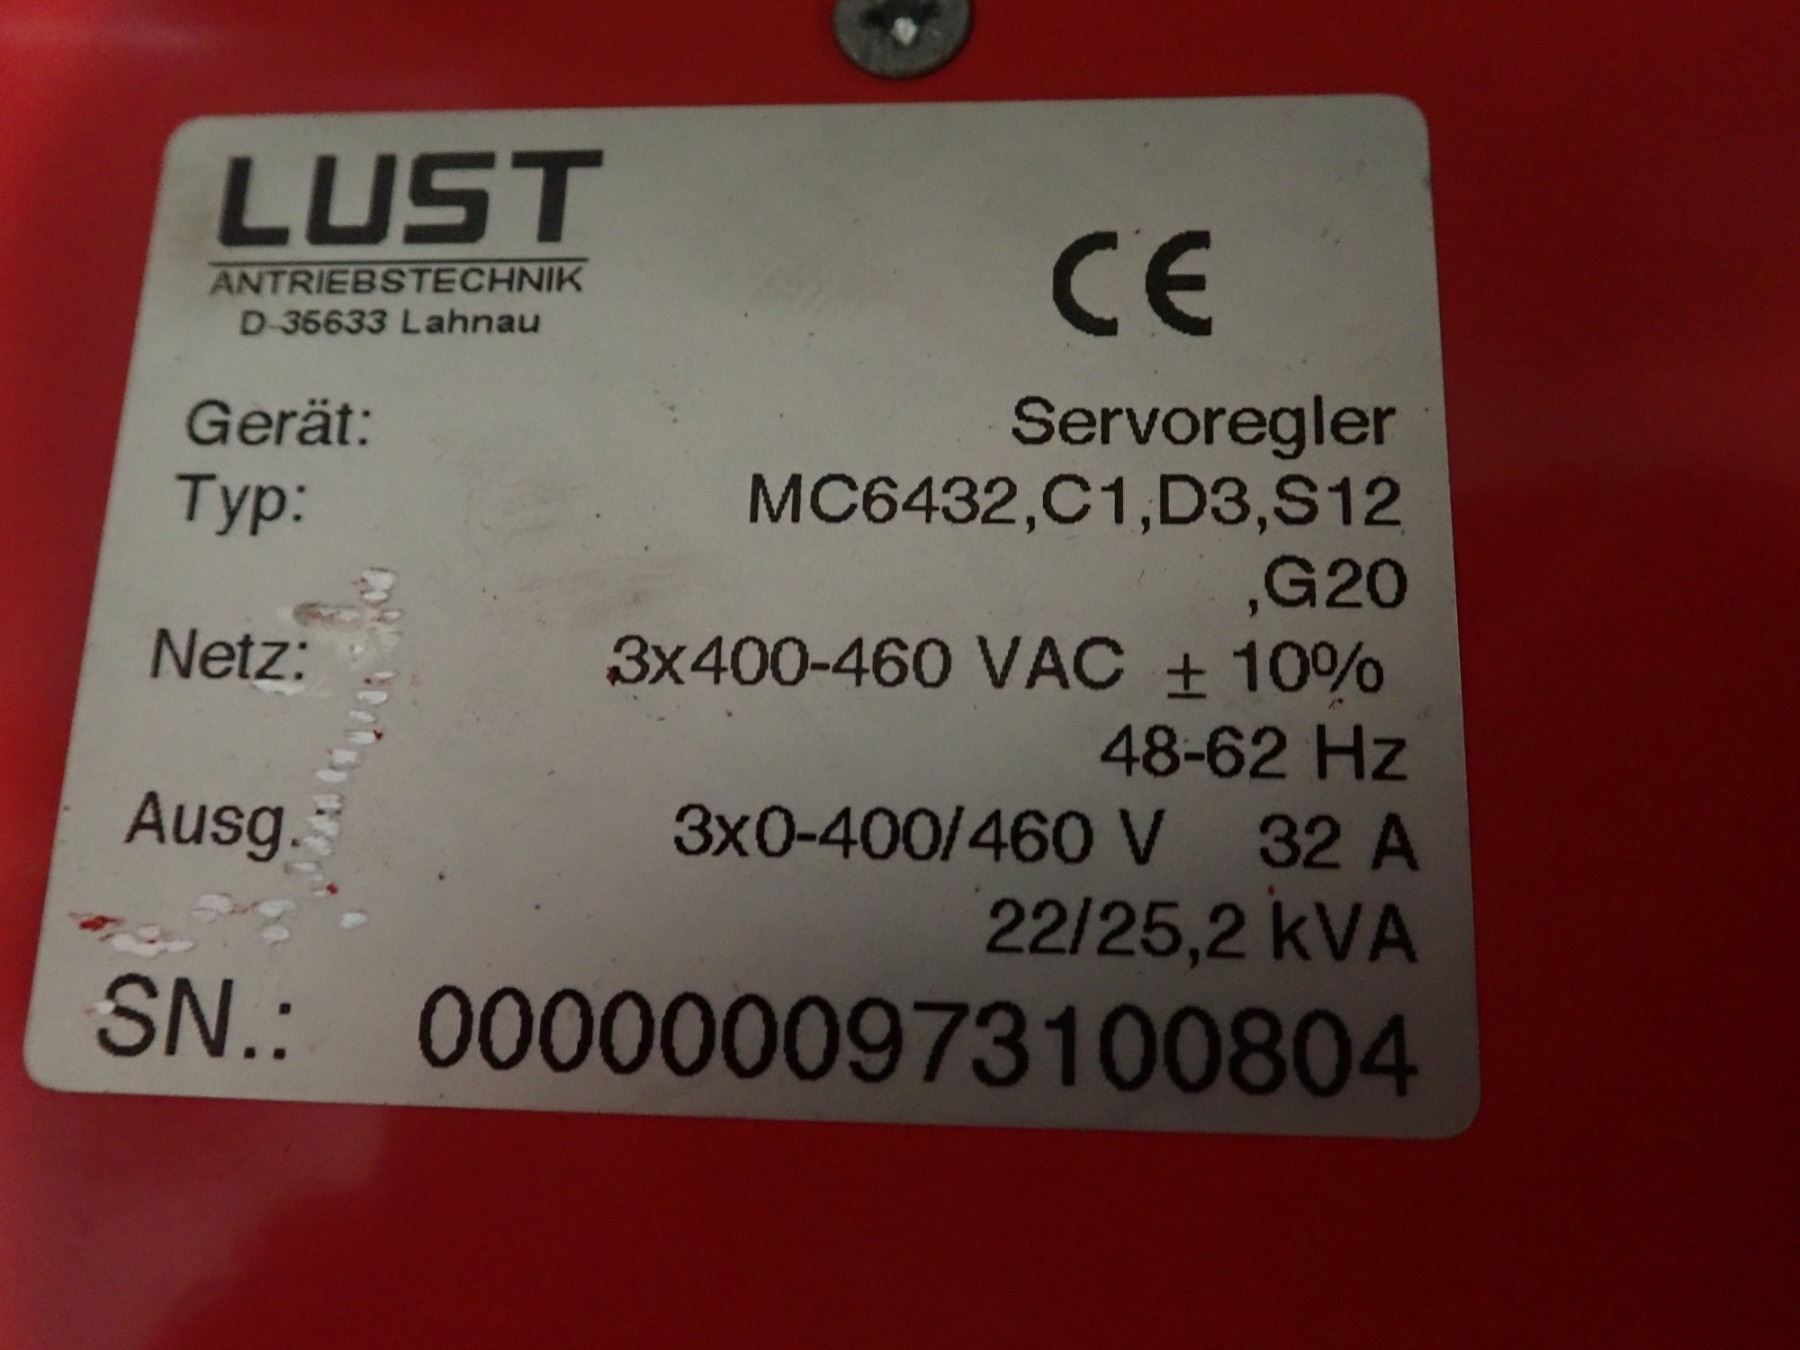 LUST
ANTRIEBSTECHNIK
D-35633 Lahnau
CE
Gerät: Servoregler
Typ: MC6432,C1,D3,S12
,G20
Netz: 3x400-460 VAC ± 10%
48-62 Hz
Ausg.: 3x0-400/460 V 32 A
22/25,2 kVA
SN.: 0000000973100804